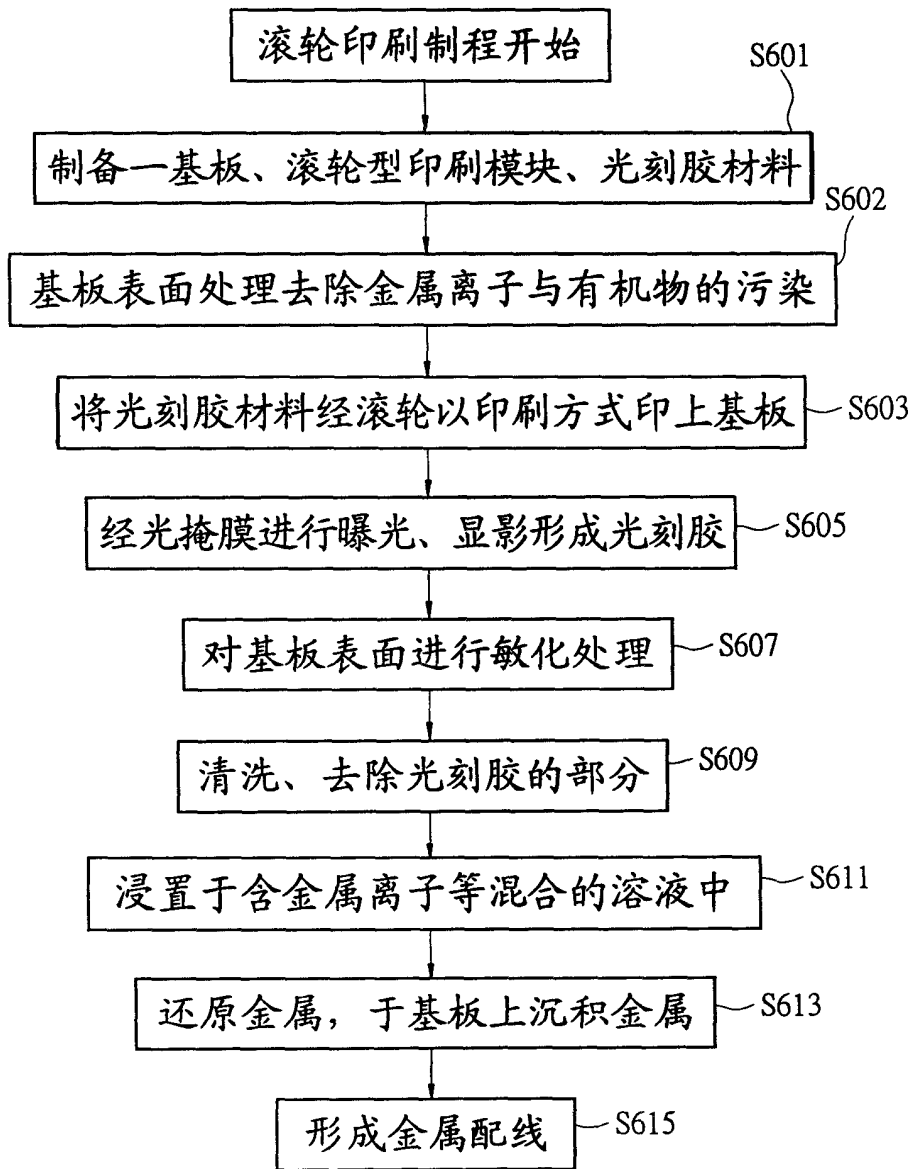 滚轮印刷制程开始
S601
制备一基板、滚轮型印刷模块、光刻胶材料
S602
基板表面处理去除金属离子与有机物的污染
将光刻胶材料经滚轮以印刷方式印上基板
S603
经光掩膜进行曝光、显影形成光刻胶
S605
对基板表面进行敏化处理
S607
清洗、去除光刻胶的部分
S609
浸置于含金属离子等混合的溶液中
S611
还原金属，于基板上沉积金属
S613
形成金属配线
S615